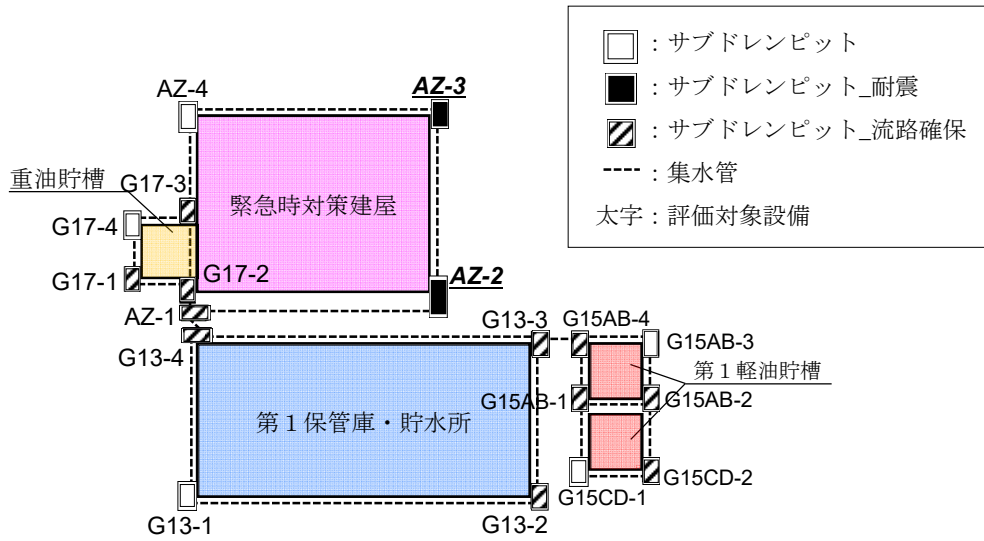 ：サブドレンピット
：サブドレンピット_耐震
：サブドレンピット_流路確保
：集水管
太字：評価対象設備
AZ-4
AZ-3
重油貯槽
G17-3
緊急時対策建屋
G17-4
G17-1
G17-2
AZ-2
AZ-1
G13-3
G15AB-4
G13-4
G15AB-3
第１軽油貯槽
G15AB-1
G15AB-2
第１保管庫・貯水所
G15CD-2
G15CD-1
G13-1
G13-2